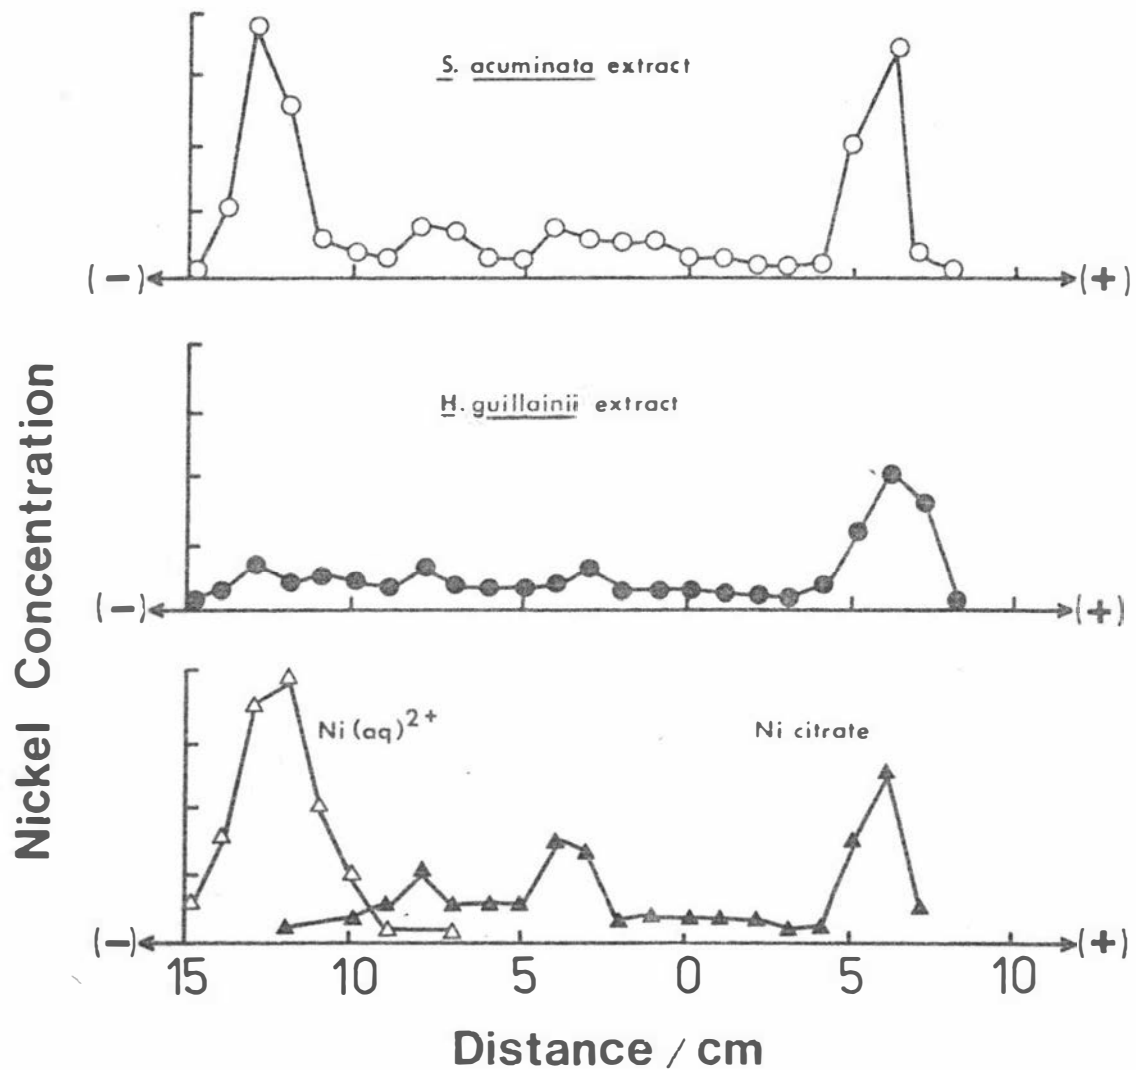 S. acuminata extract
(-) (+)
H. guillainii extract
(-) (+)
Nickel Concentration
Ni(aq)2+
Ni citrate
(-) (+)
15 10 5 0 5 10
Distance / cm